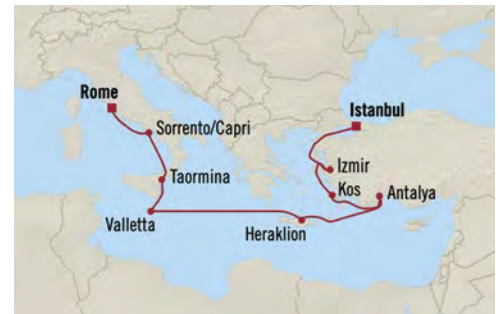 Rome
Istanbul
Sorrento/Capri
Izmir
Taormina
Kos
Antalya
Valletta
Heraklion